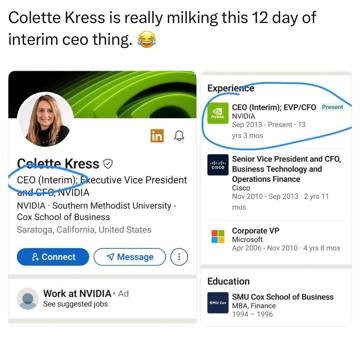 Colette Kress is really milking this 12 day of
interim ceo thing. 😂
Colette Kress
CEO (Interim); Executive Vice President
and CFO, NVIDIA
NVIDIA · Southern Methodist University -
Cox School of Business
Saratoga, California, United States
Connect
Message
Work at NVIDIA · Ad
See suggested jobs
Experience
CEO (Interim); EVP/CFO Present
NVIDIA
Sep 2013 - Present · 13
yrs 3 mos
Senior Vice President and CFO,
Business Technology and
Operations Finance
Cisco
Nov 2010 - Sep 2013 · 2 yrs 11
mos
Corporate VP
Microsoft
Apr 2006 - Nov 2010 · 4 yrs 8 mos
Education
SMU Cox School of Business
MBA, Finance
1994 – 1996